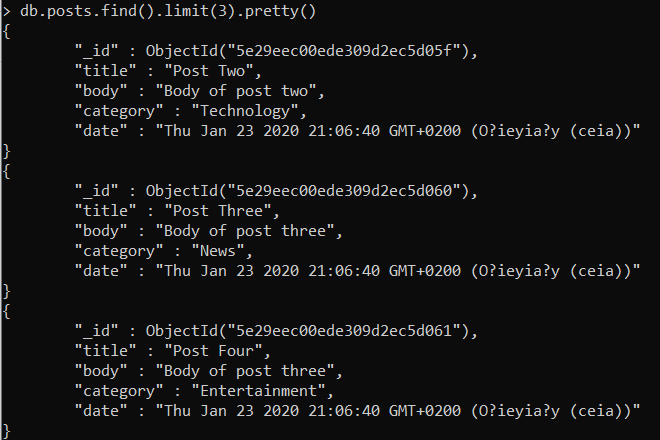 > db.posts.find().limit(3).pretty()
{
        "_id" : ObjectId("5e29eec00ede309d2ec5d05f"),
        "title" : "Post Two",
        "body" : "Body of post two",
        "category" : "Technology",
        "date" : "Thu Jan 23 2020 21:06:40 GMT+0200 (O?ieyia?y (ceia))"
}
{
        "_id" : ObjectId("5e29eec00ede309d2ec5d060"),
        "title" : "Post Three",
        "body" : "Body of post three",
        "category" : "News",
        "date" : "Thu Jan 23 2020 21:06:40 GMT+0200 (O?ieyia?y (ceia))"
}
{
        "_id" : ObjectId("5e29eec00ede309d2ec5d061"),
        "title" : "Post Four",
        "body" : "Body of post three",
        "category" : "Entertainment",
        "date" : "Thu Jan 23 2020 21:06:40 GMT+0200 (O?ieyia?y (ceia))"
}